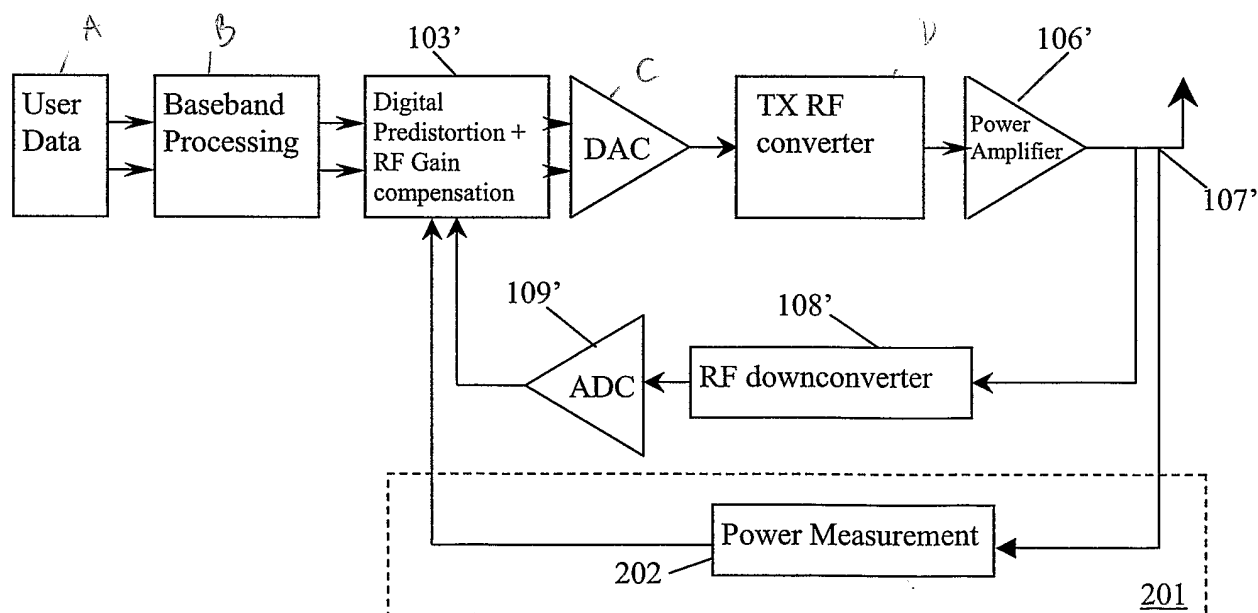 A
B
103'
C
D
106'
User
Data
Baseband
Processing
Digital
Predistortion +
RF Gain
compensation
DAC
TX RF
converter
Power
Amplifier
107'
109'
108'
ADC
RF downconverter
Power Measurement
202
201